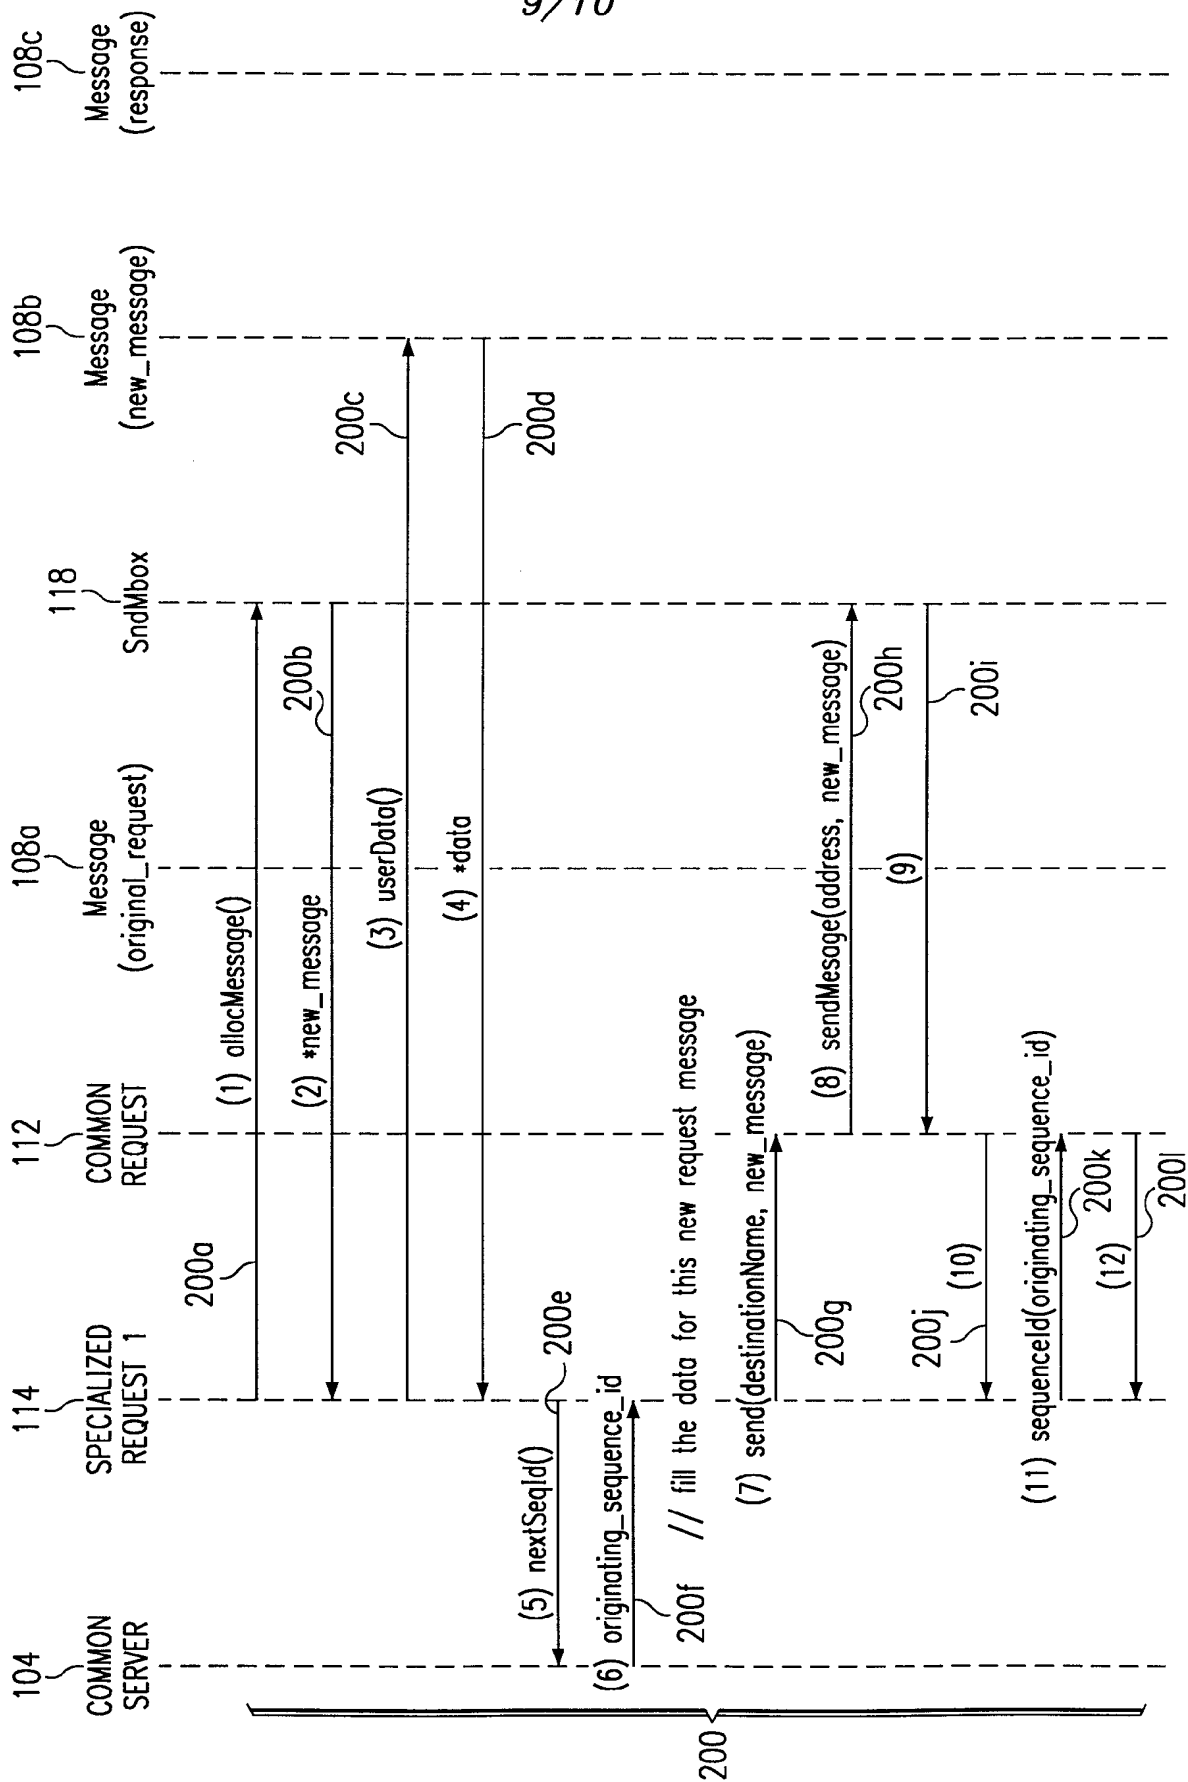 9/10
104
COMMON
SERVER
114
SPECIALIZED
REQUEST 1
112
COMMON
REQUEST
108a
Message
(original_request)
118
SndMbox
108b
Message
(new_message)
108c
Message
(response)
200a
(1) allocMessage()
(2) *new_message
200b
(3) userData()
200c
(4) *data
200d
(5) nextSeqId()
200e
(6) originating_sequence_id
200f
// fill the data for this new request message
(7) send(destinationName, new_message)
200g
(8) sendMesage(address, new_message)
200h
(9)
200i
200j
(10)
(11) sequenceId(originating_sequence_id)
200k
(12)
200l
200